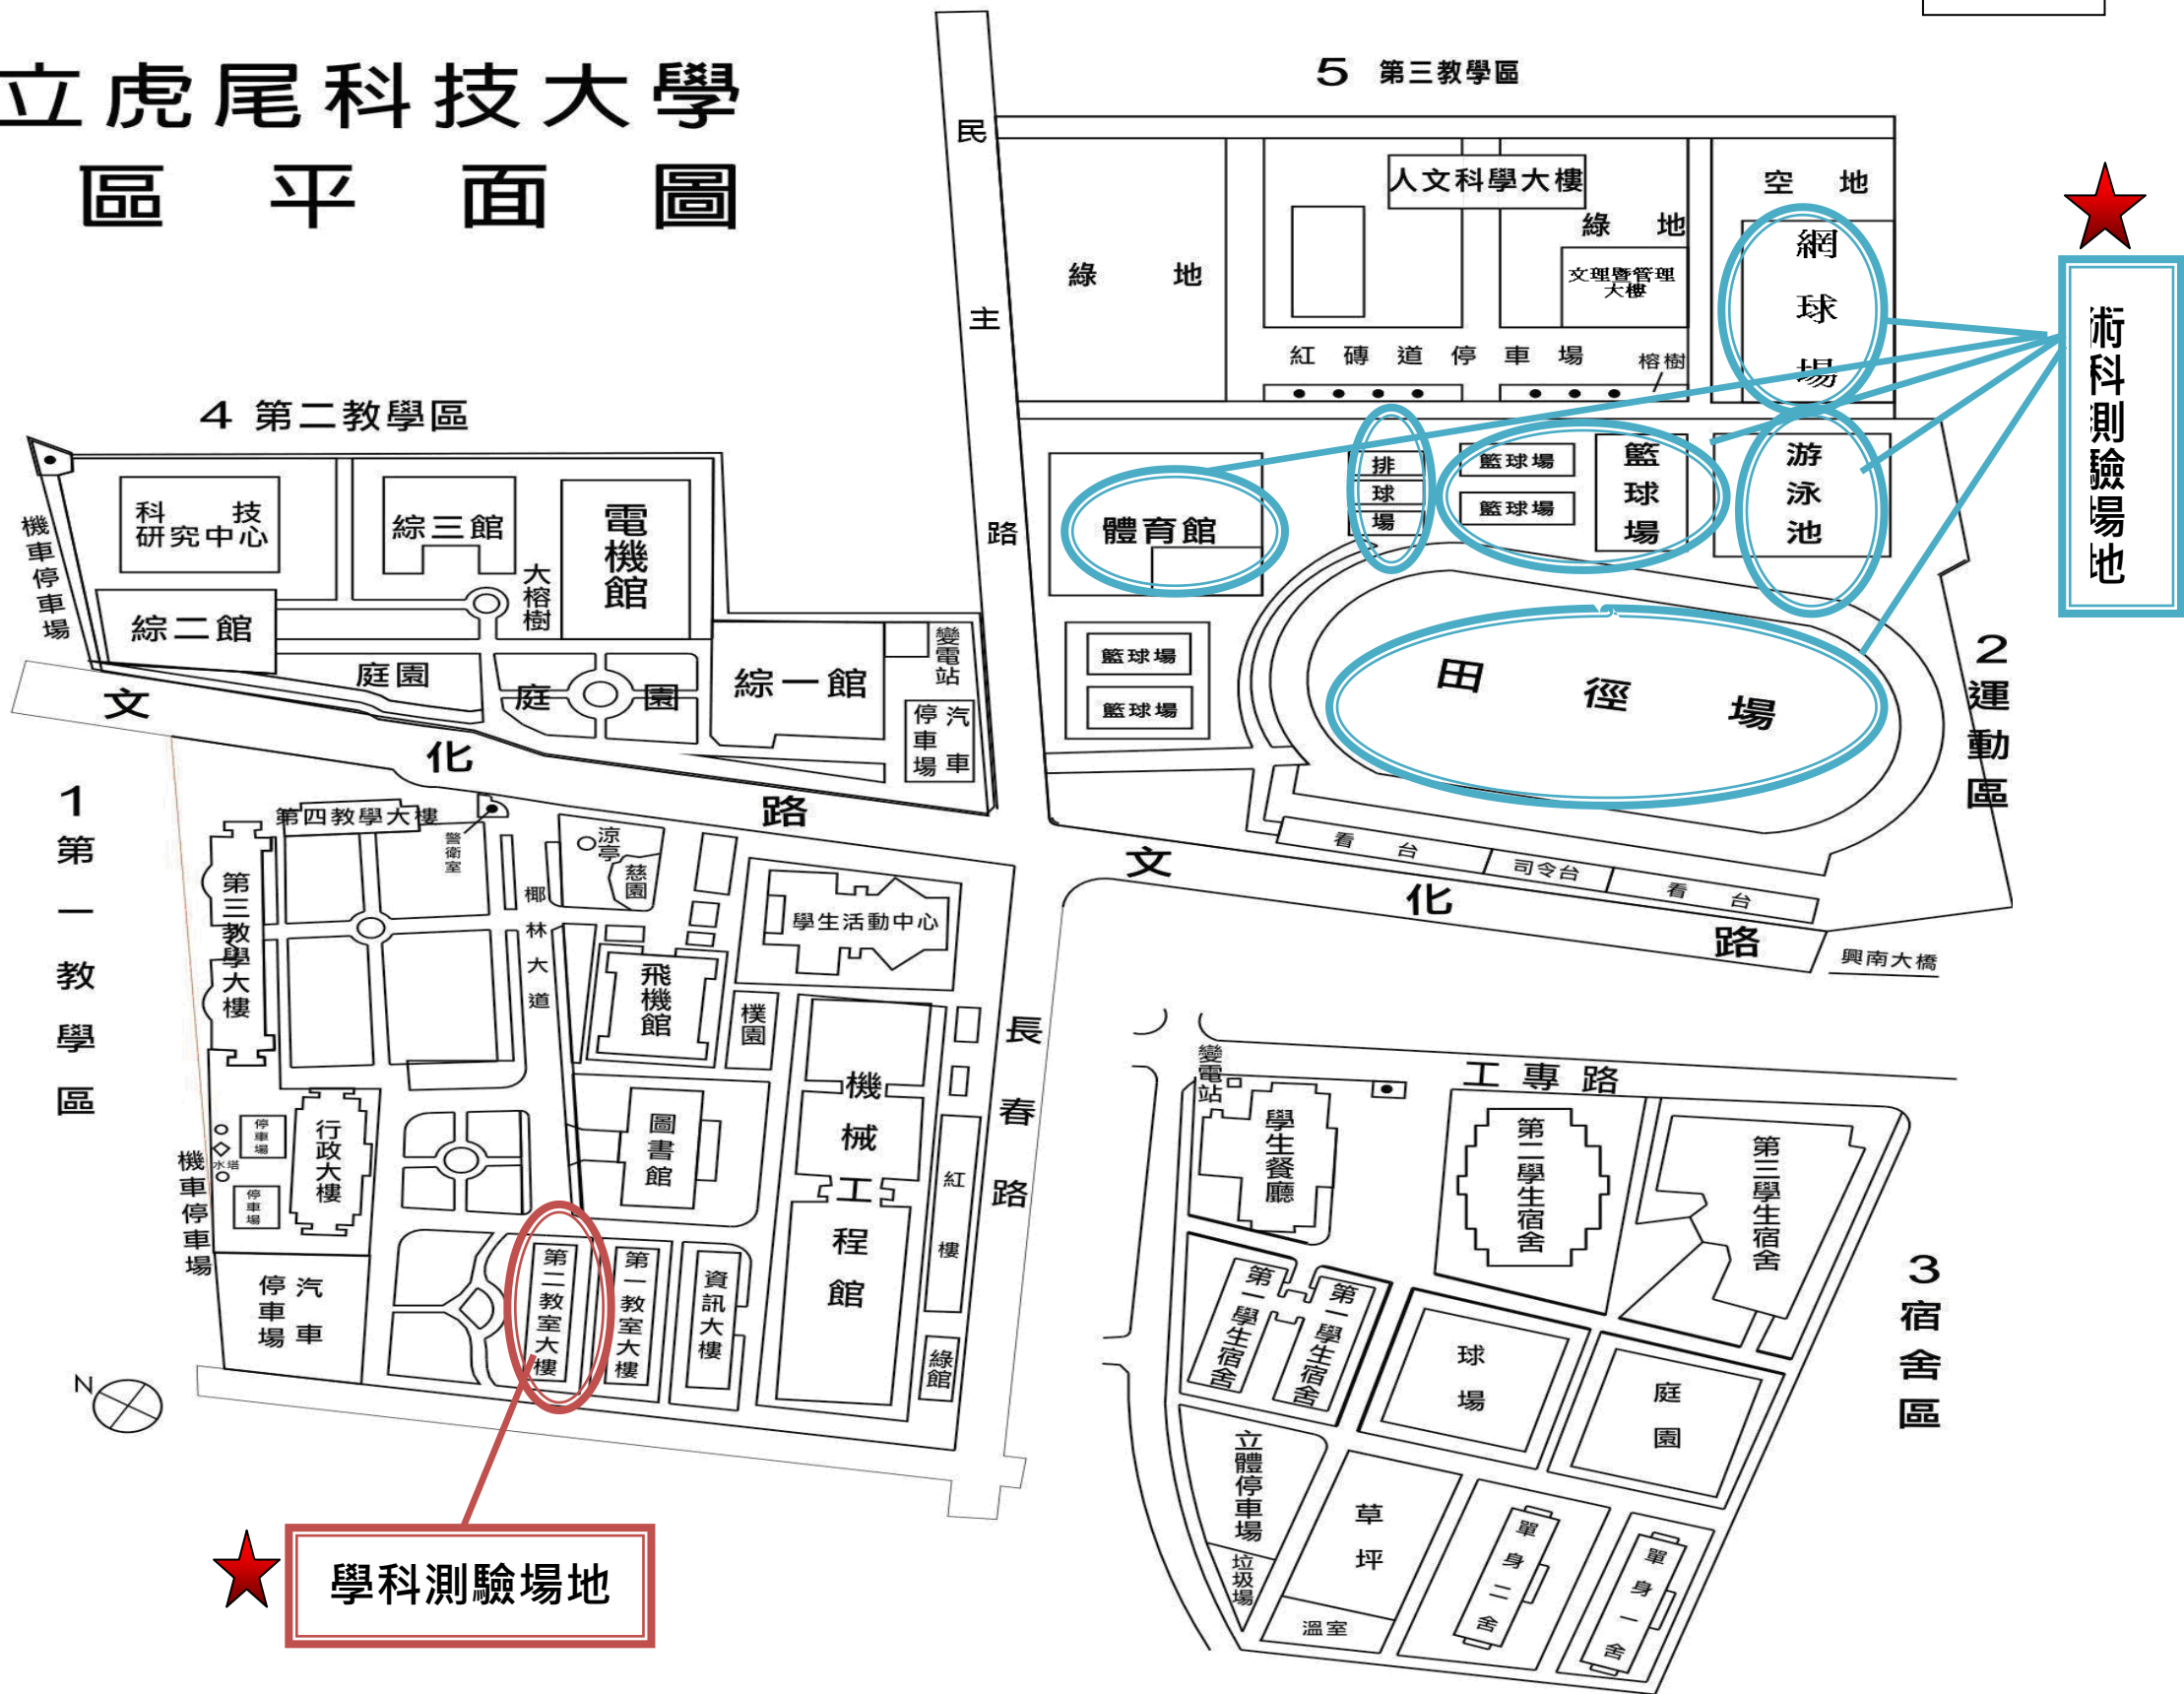 立虎尾科技大學
區平面圖
5 第三教學區
民主路
人文科學大樓
空地
綠地
綠地
文理暨管理
大樓
網球場
紅磚道停車場
榕樹
術科測驗場地
4 第二教學區
機車停車場
科技
研究中心
綜三館
電機館
大榕樹
綜二館
庭園
庭園
綜一館
變電站
汽車
停車場
體育館
排球場
籃球場
籃球場
籃球場
游泳池
籃球場
籃球場
田徑場
2運動區
看台
司令台
看台
文化路
文化路
興南大橋
1第一教學區
第四教學大樓
警衛室
第三教學大樓
椰林大道
涼亭
慈園
學生活動中心
飛機館
樸園
機械工程館
長春路
圖書館
行政大樓
停車場
水塔
停車場
機車停車場
汽車
停車場
第二教室大樓
第一教室大樓
資訊大樓
紅樓
綠館
N
學科測驗場地
變電站
工專路
學生餐廳
第二學生宿舍
第三學生宿舍
3宿舍區
第一學生宿舍
第一學生宿舍
球場
庭園
立體停車場
垃圾場
草坪
溫室
單身二舍
單身一舍